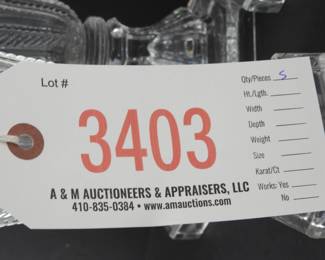 Lot #
3403
A & M AUCTIONEERS & APPRAISERS, LLC
410-835-0384 • www.amauctions.com
Qty/Pieces 5
Ht./Lgth.
Width
Depth
Weight
Size
Karat/Ct
Works: Yes
No